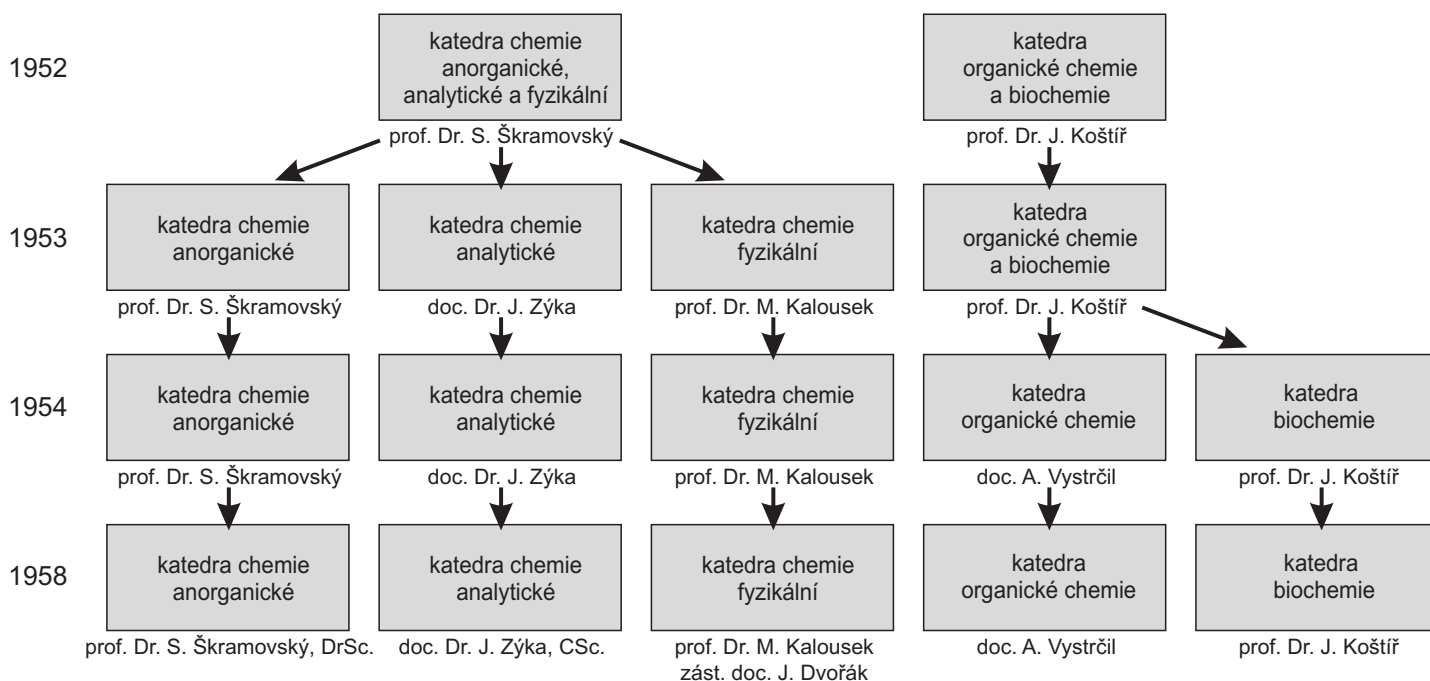 1952
katedra chemie
anorganické,
analytické a fyzikální
prof. Dr. S. Škramovský
katedra
organické chemie
a biochemie
prof. Dr. J. Koštíř
1953
katedra chemie
anorganické
prof. Dr. S. Škramovský
katedra chemie
analytické
doc. Dr. J. Zýka
katedra chemie
fyzikální
prof. Dr. M. Kalousek
katedra
organické chemie
a biochemie
prof. Dr. J. Koštíř
1954
katedra chemie
anorganické
prof. Dr. S. Škramovský
katedra chemie
analytické
doc. Dr. J. Zýka
katedra chemie
fyzikální
prof. Dr. M. Kalousek
katedra
organické chemie
doc. A. Vystrčil
katedra
biochemie
prof. Dr. J. Koštíř
1958
katedra chemie
anorganické
prof. Dr. S. Škramovský, DrSc.
katedra chemie
analytické
doc. Dr. J. Zýka, CSc.
katedra chemie
fyzikální
prof. Dr. M. Kalousek
zást. doc. J. Dvořák
katedra
organické chemie
doc. A. Vystrčil
katedra
biochemie
prof. Dr. J. Koštíř